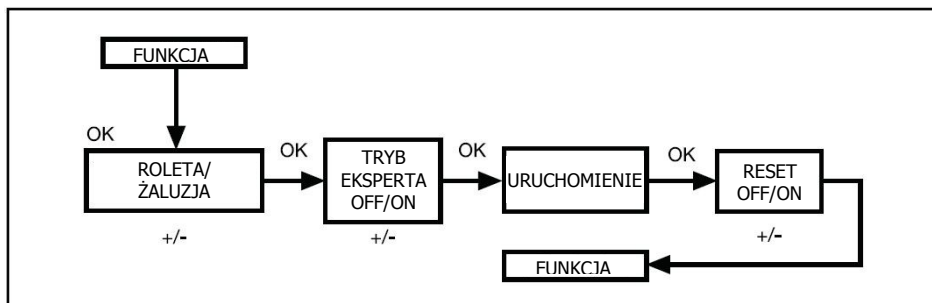 FUNKCJA
OK
ROLETA/
ŻALUZJA
+/-
OK
TRYB
EKSPERTA
OFF/ON
+/-
OK
URUCHOMIENIE
OK
RESET
OFF/ON
+/-
FUNKCJA